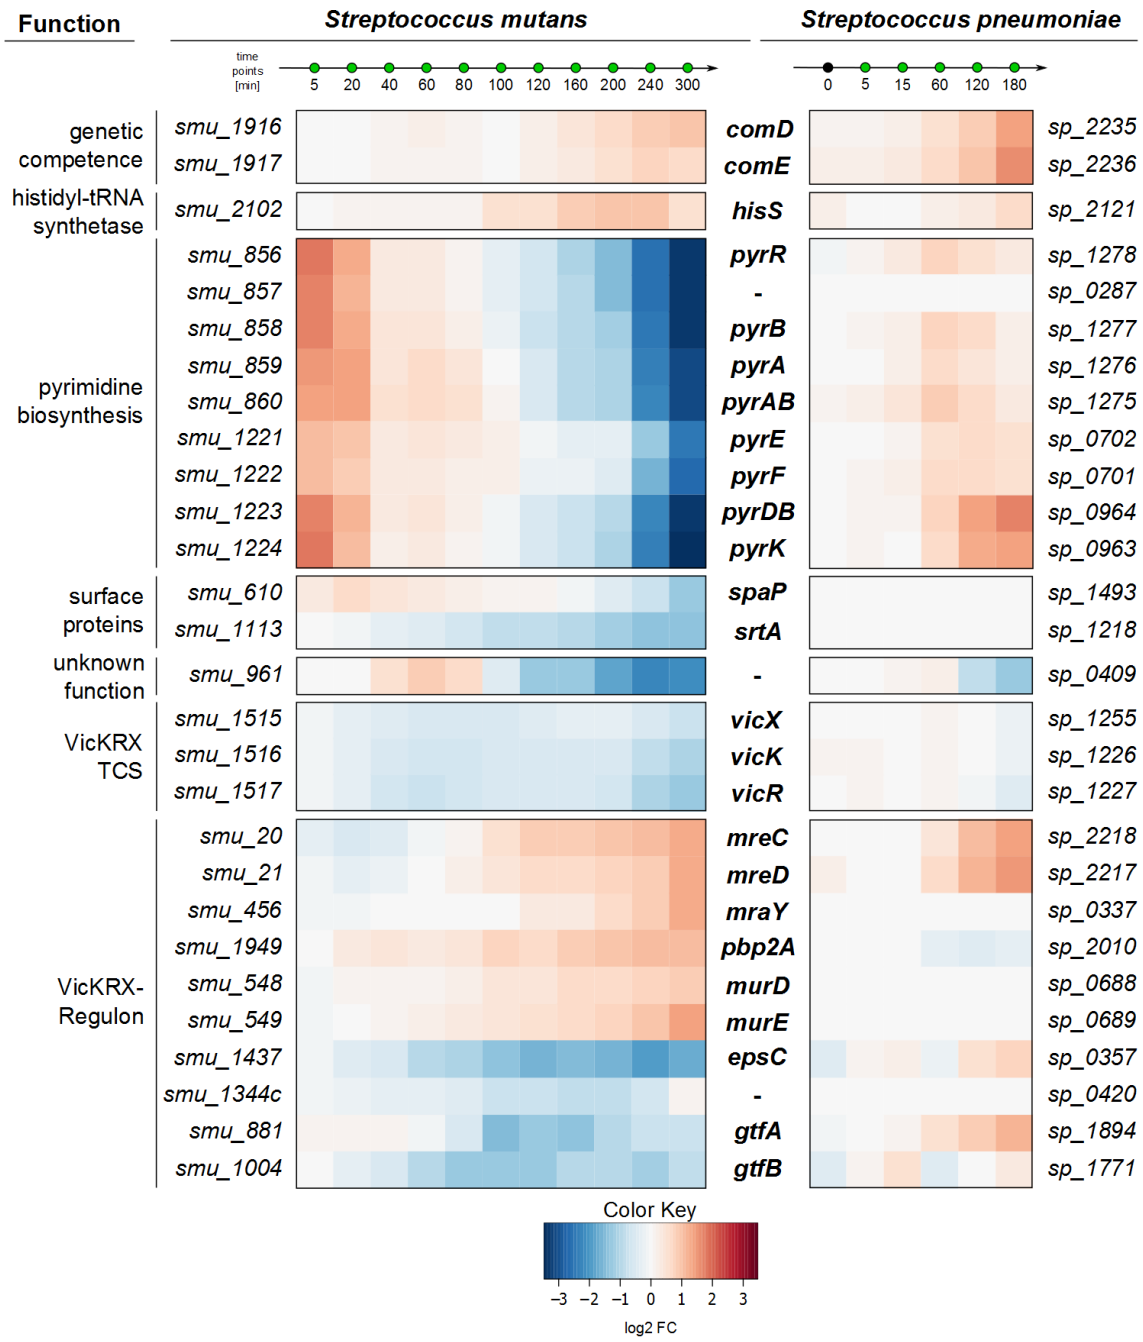 Function
Streptococcus mutans
Streptococcus pneumoniae
time
points
[min]
5 20 40 60 80 100 120 160 200 240 300
0 5 15 60 120 180
genetic
competence
smu_1916 comD sp_2235
smu_1917 comE sp_2236
histidyl-tRNA
synthetase
smu_2102 hisS sp_2121
pyrimidine
biosynthesis
smu_856 pyrR sp_1278
smu_857 - sp_0287
smu_858 pyrB sp_1277
smu_859 pyrA sp_1276
smu_860 pyrAB sp_1275
smu_1221 pyrE sp_0702
smu_1222 pyrF sp_0701
smu_1223 pyrDB sp_0964
smu_1224 pyrK sp_0963
surface
proteins
smu_610 spaP sp_1493
smu_1113 srtA sp_1218
unknown
function
smu_961 - sp_0409
VicKRX
TCS
smu_1515 vicX sp_1255
smu_1516 vicK sp_1226
smu_1517 vicR sp_1227
VicKRX-
Regulon
smu_20 mreC sp_2218
smu_21 mreD sp_2217
smu_456 mraY sp_0337
smu_1949 pbp2A sp_2010
smu_548 murD sp_0688
smu_549 murE sp_0689
smu_1437 epsC sp_0357
smu_1344c - sp_0420
smu_881 gtfA sp_1894
smu_1004 gtfB sp_1771
Color Key
−3 −2 −1 0 1 2 3
log2 FC